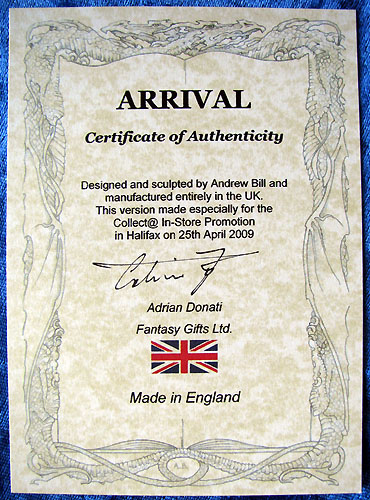 ARRIVAL
Certificate of Authenticity
Designed and sculpted by Andrew Bill and
manufactured entirely in the UK.
This version made especially for the
Collect@ In-Store Promotion
in Halifax on 25th April 2009
Adrian Donati
Fantasy Gifts Ltd.
Made in England
A.B.